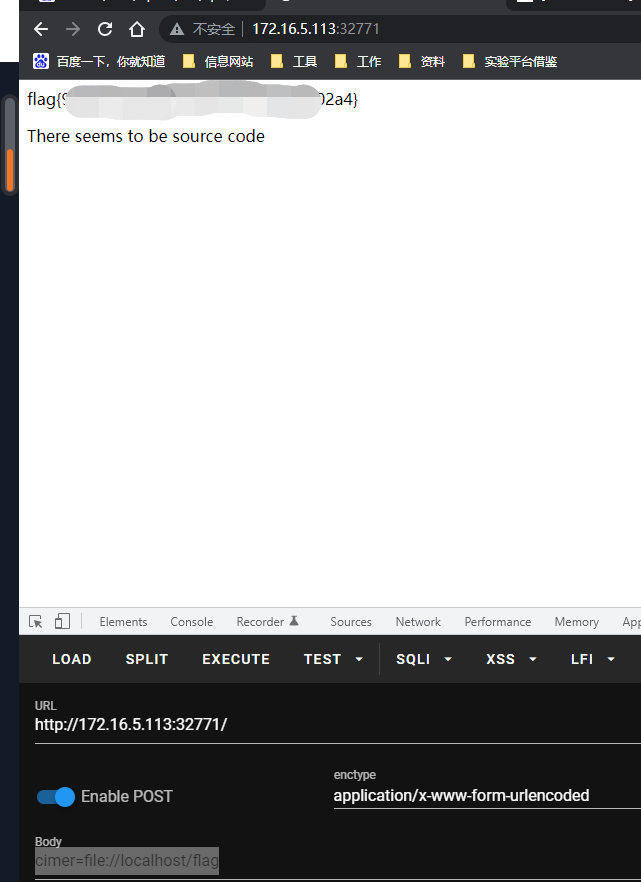 不安全 172.16.5.113:32771
百度一下，你就知道 信息网站 工具 工作 资料 实验平台借鉴
flag{9 02a4}
There seems to be source code
Elements Console Recorder Sources Network Performance Memory App
LOAD SPLIT EXECUTE TEST SQLI XSS LFI
URL
http://172.16.5.113:32771/
enctype
Enable POST application/x-www-form-urlencoded
Body
cimer=file://localhost/flag